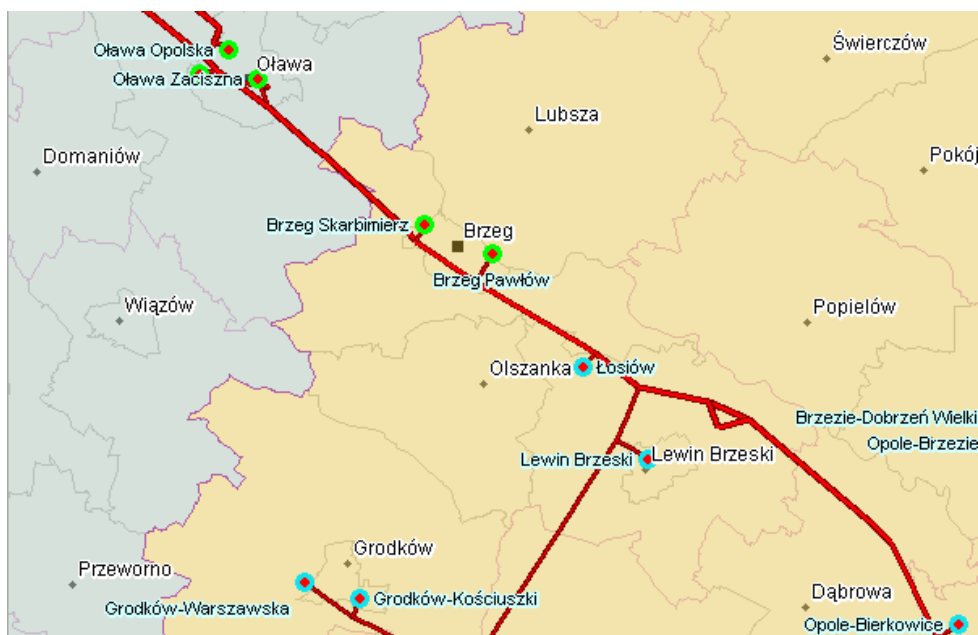 Świerczów
Oława Opolska
Oława
Oława Zaciszna
Lubsza
Domaniów
Pokój
Brzeg Skarbimierz
Brzeg
Brzeg Pawłów
Wiązów
Popielów
Olszanka
Łosiów
Brzezie-Dobrzeń Wielki
Opole-Brzezie
Lewin Brzeski
Lewin Brzeski
Grodków
Przeworno
Grodków-Kościuszki
Grodków-Warszawska
Dąbrowa
Opole-Bierkowice